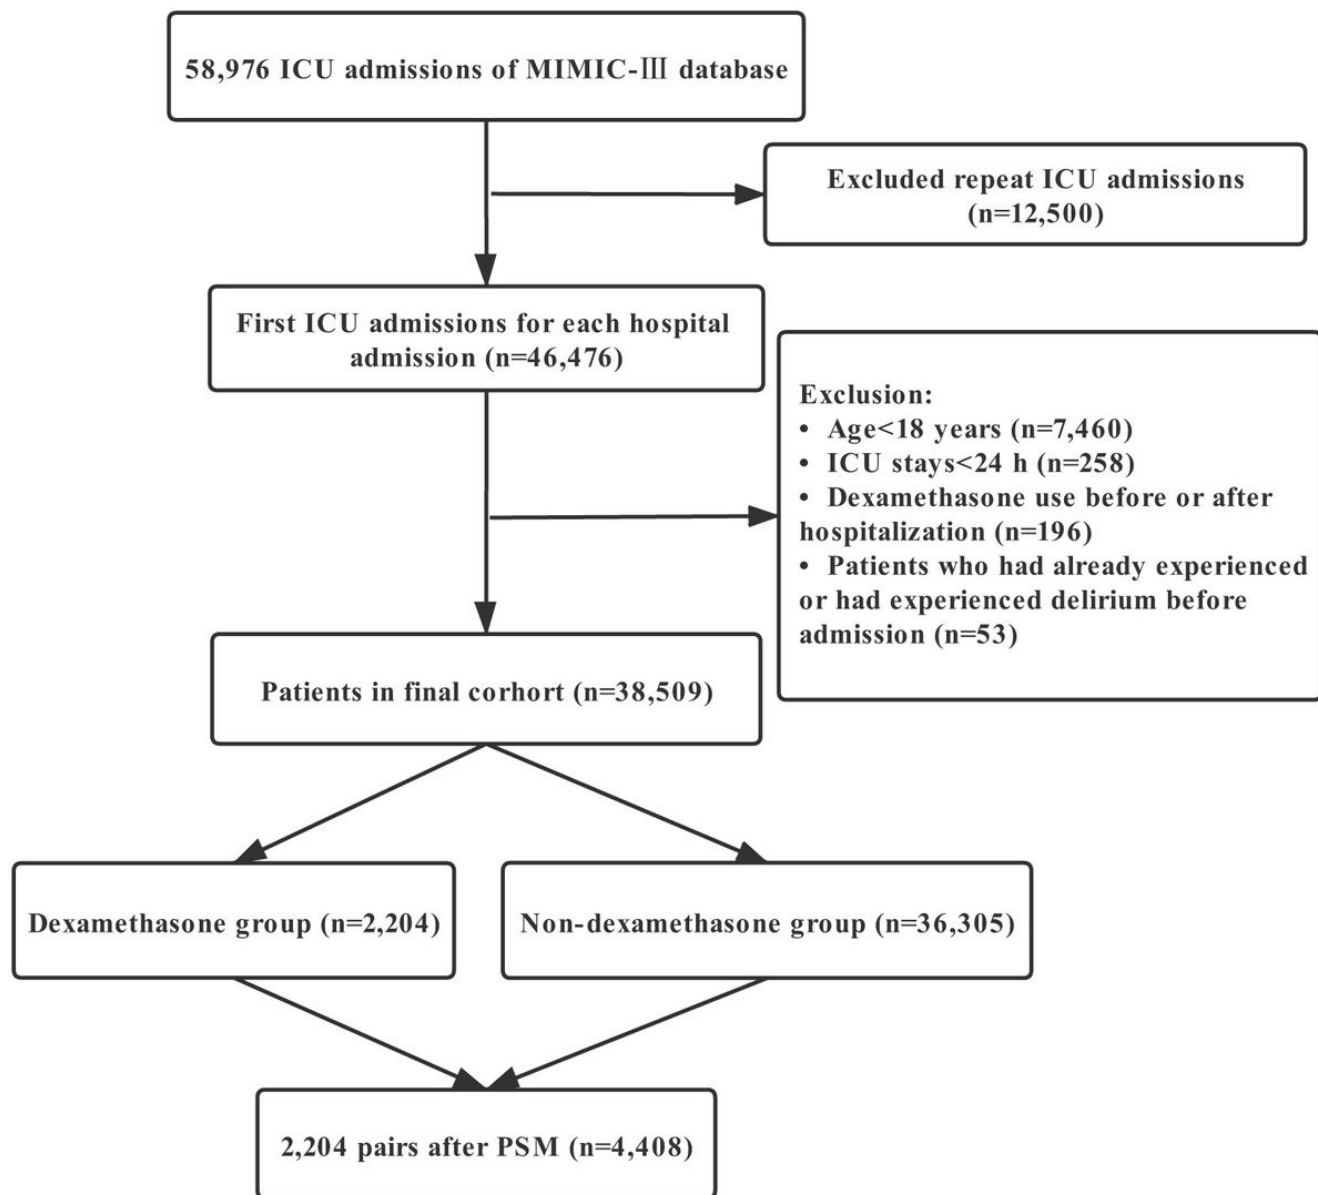 58,976 ICU admissions of MIMIC-Ⅲ database
Excluded repeat ICU admissions
(n=12,500)
First ICU admissions for each hospital
admission (n=46,476)
Exclusion:
• Age<18 years (n=7,460)
• ICU stays<24 h (n=258)
• Dexamethasone use before or after
hospitalization (n=196)
• Patients who had already experienced
or had experienced delirium before
admission (n=53)
Patients in final corhort (n=38,509)
Dexamethasone group (n=2,204)
Non-dexamethasone group (n=36,305)
2,204 pairs after PSM (n=4,408)